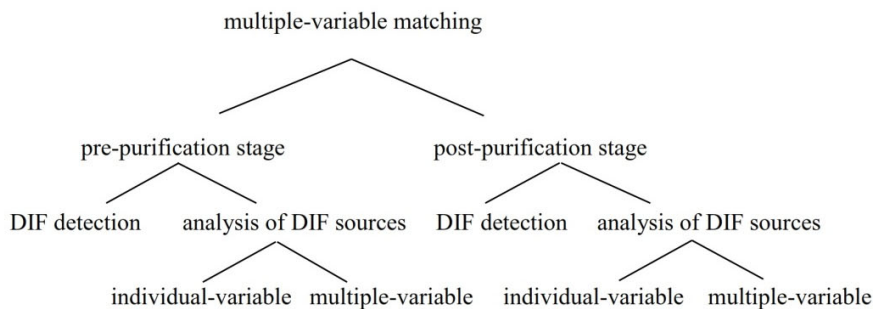 multiple-variable matching
pre-purification stage post-purification stage
DIF detection analysis of DIF sources DIF detection analysis of DIF sources
individual-variable multiple-variable individual-variable multiple-variable